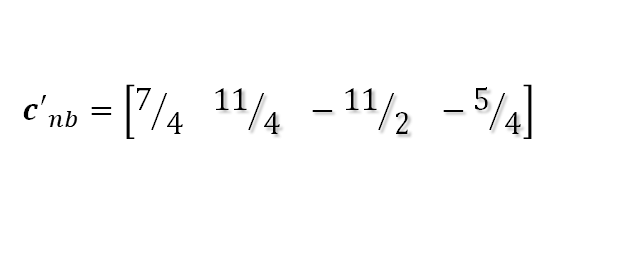 c′nb = [7/4 11/4 − 11/2 − 5/4]